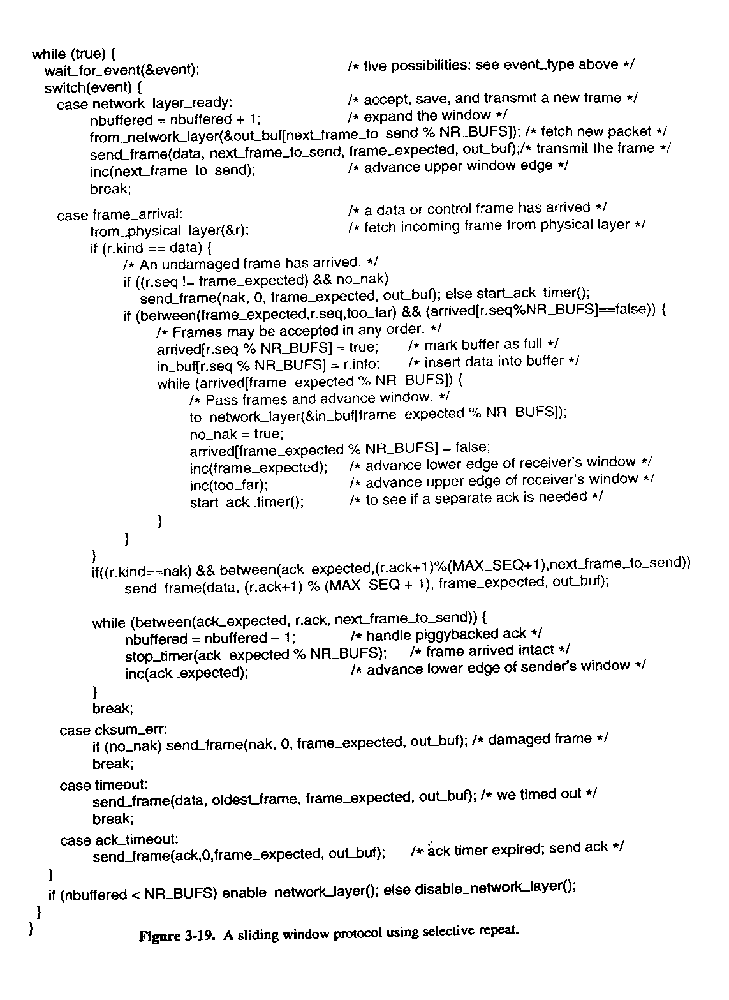 while (true) {
wait_for_event(&event); /* five possibilities: see event_type above */
switch(event) {
case network_layer_ready: /* accept, save, and transmit a new frame */
nbuffered = nbuffered + 1; /* expand the window */
from_network_layer(&out_buf[next_frame_to_send % NR_BUFS]); /* fetch new packet */
send_frame(data, next_frame_to_send, frame_expected, out_buf);/* transmit the frame */
inc(next_frame_to_send); /* advance upper window edge */
break;
case frame_arrival: /* a data or control frame has arrived */
from_physical_layer(&r); /* fetch incoming frame from physical layer */
if (r.kind == data) {
/* An undamaged frame has arrived. */
if ((r.seq != frame_expected) && no_nak)
send_frame(nak, 0, frame_expected, out_buf); else start_ack_timer();
if (between(frame_expected,r.seq,too_far) && (arrived[r.seq%NR_BUFS]==false)) {
/* Frames may be accepted in any order. */
arrived[r.seq % NR_BUFS] = true; /* mark buffer as full */
in_buf[r.seq % NR_BUFS] = r.info; /* insert data into buffer */
while (arrived[frame_expected % NR_BUFS]) {
/* Pass frames and advance window. */
to_network_layer(&in_buf[frame_expected % NR_BUFS]);
no_nak = true;
arrived[frame_expected % NR_BUFS] = false;
inc(frame_expected); /* advance lower edge of receiver's window */
inc(too_far); /* advance upper edge of receiver's window */
start_ack_timer(); /* to see if a separate ack is needed */
}
}
}
if((r.kind==nak) && between(ack_expected,(r.ack+1)%(MAX_SEQ+1),next_frame_to_send))
send_frame(data, (r.ack+1) % (MAX_SEQ + 1), frame_expected, out_buf);
while (between(ack_expected, r.ack, next_frame_to_send)) {
nbuffered = nbuffered – 1; /* handle piggybacked ack */
stop_timer(ack_expected % NR_BUFS); /* frame arrived intact */
inc(ack_expected); /* advance lower edge of sender's window */
}
break;
case cksum_err:
if (no_nak) send_frame(nak, 0, frame_expected, out_buf); /* damaged frame */
break;
case timeout:
send_frame(data, oldest_frame, frame_expected, out_buf); /* we timed out */
break;
case ack_timeout:
send_frame(ack,0,frame_expected, out_buf); /* ack timer expired; send ack */
}
if (nbuffered < NR_BUFS) enable_network_layer(); else disable_network_layer();
}
}
Figure 3-19. A sliding window protocol using selective repeat.